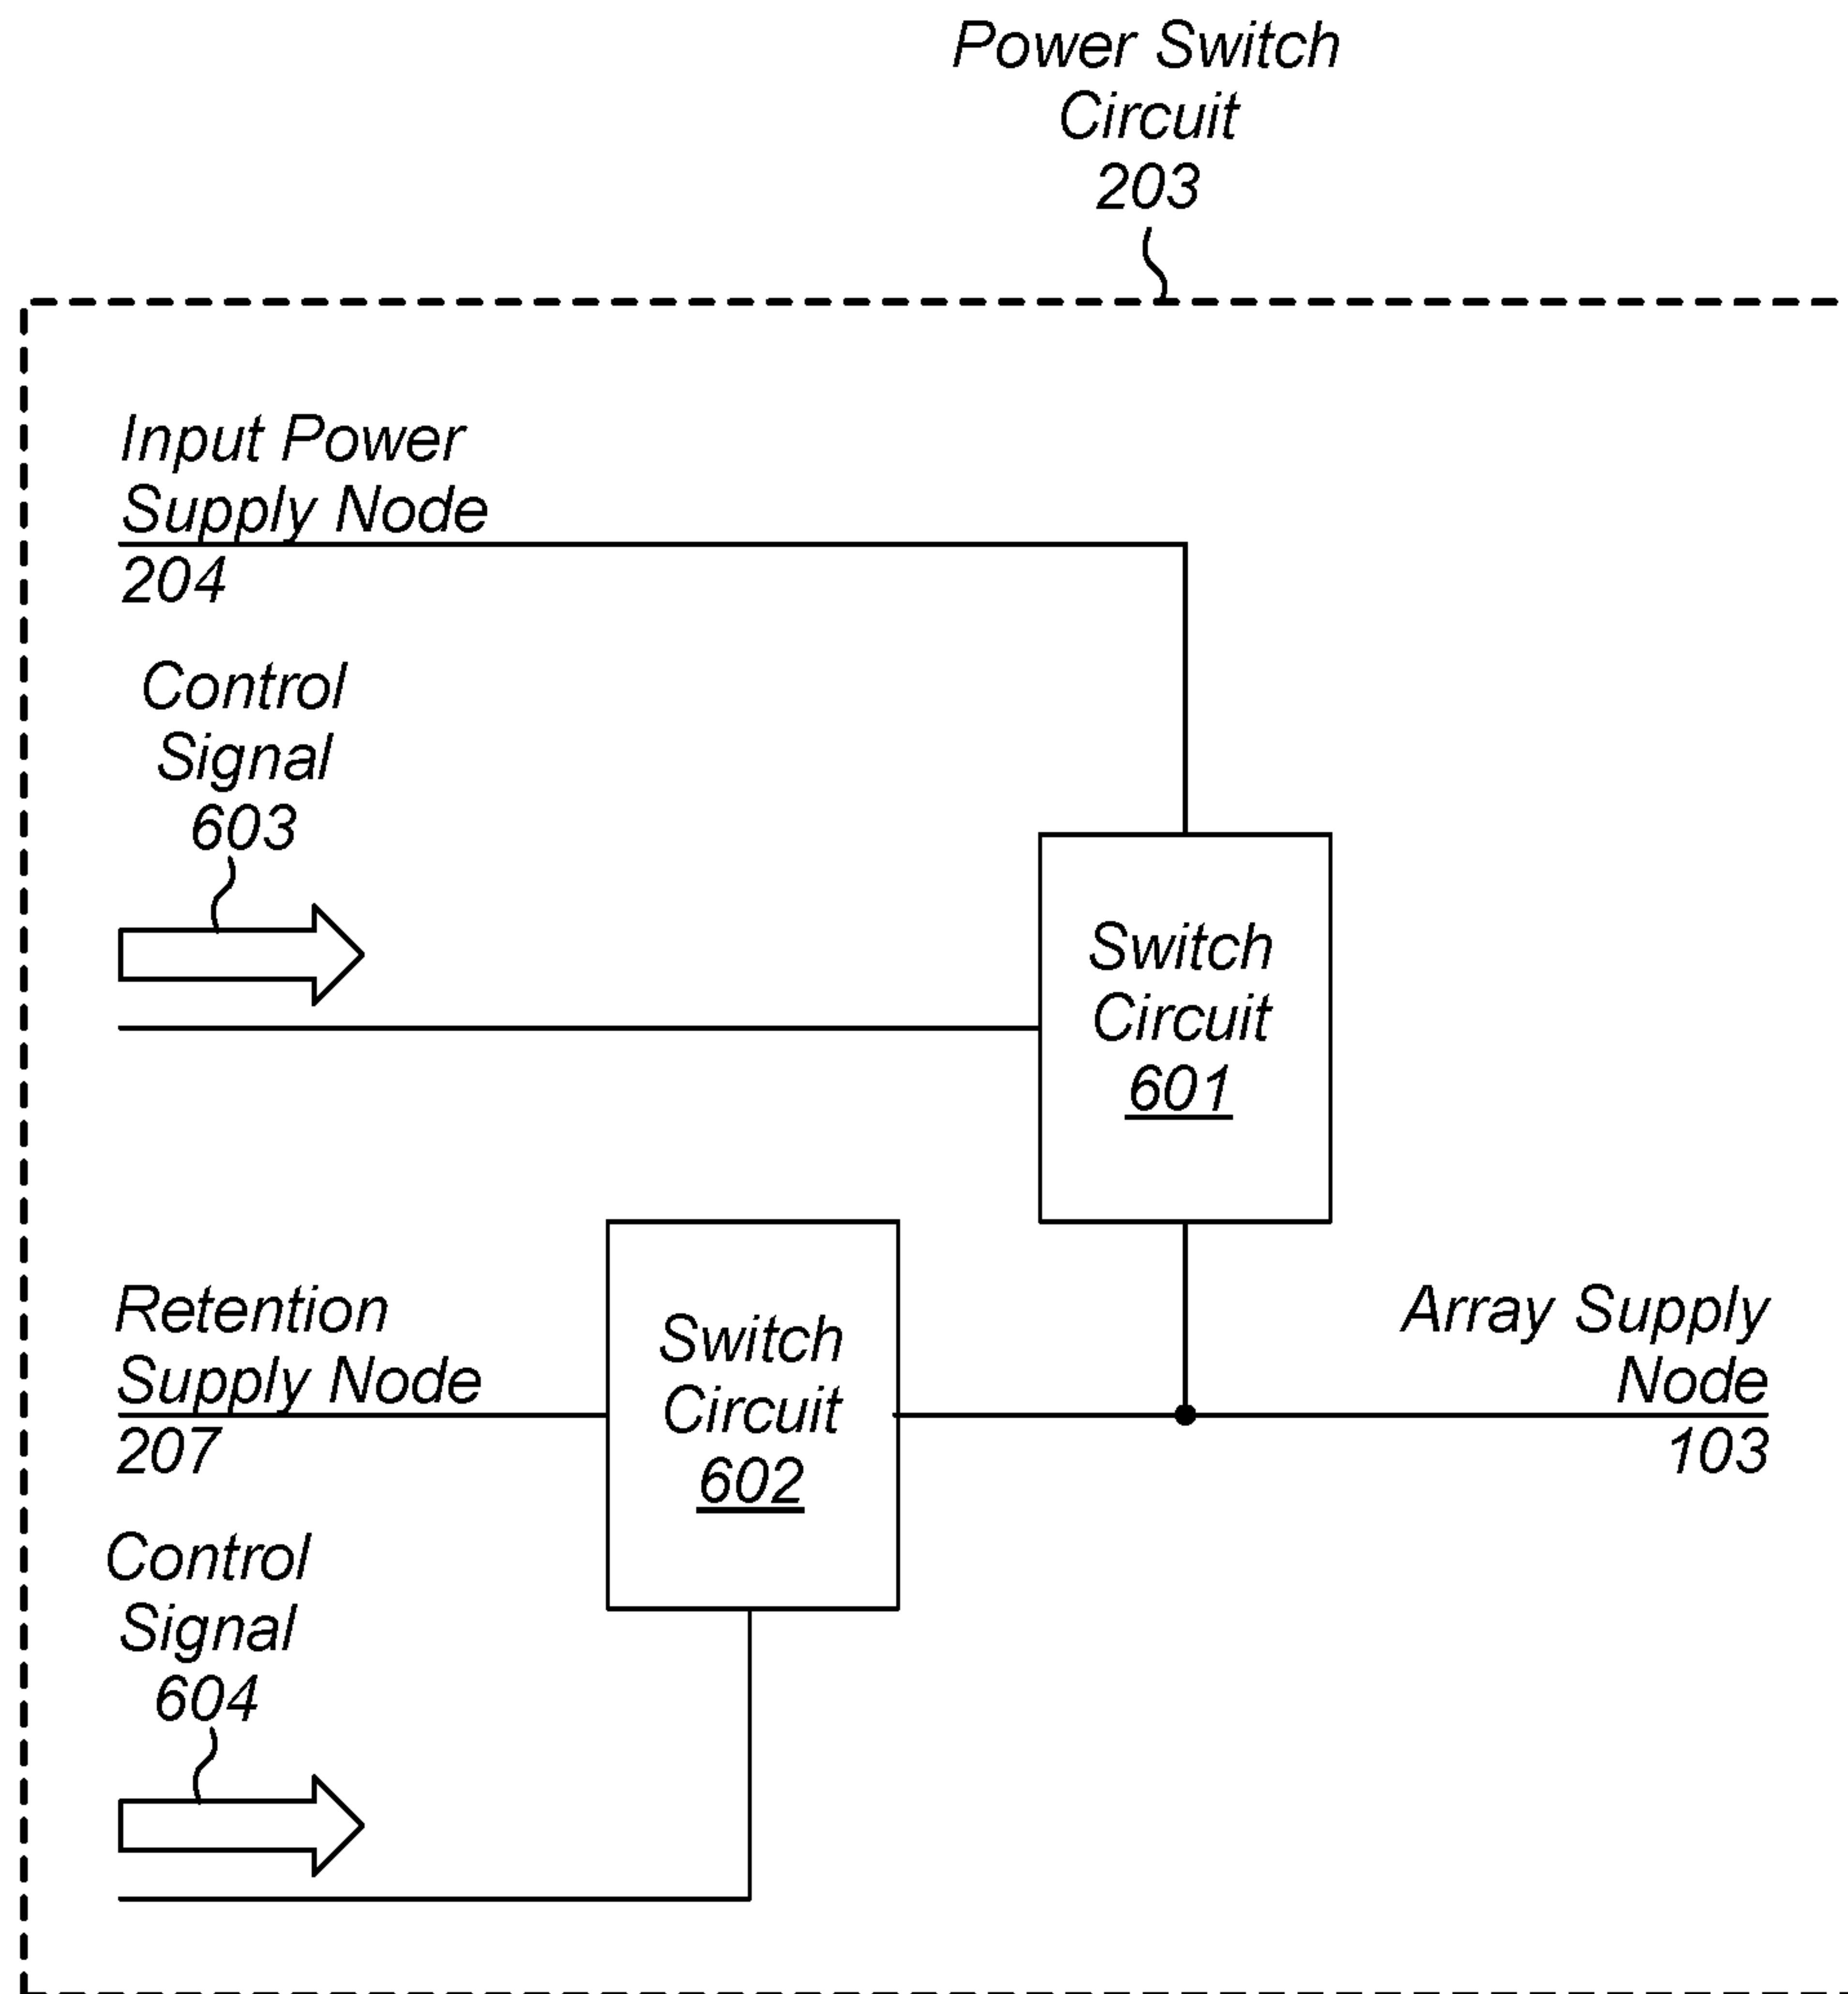 Power Switch
Circuit
203
Input Power
Supply Node
204
Control
Signal
603
Switch
Circuit
601
Retention
Supply Node
207
Switch
Circuit
602
Array Supply
Node
103
Control
Signal
604